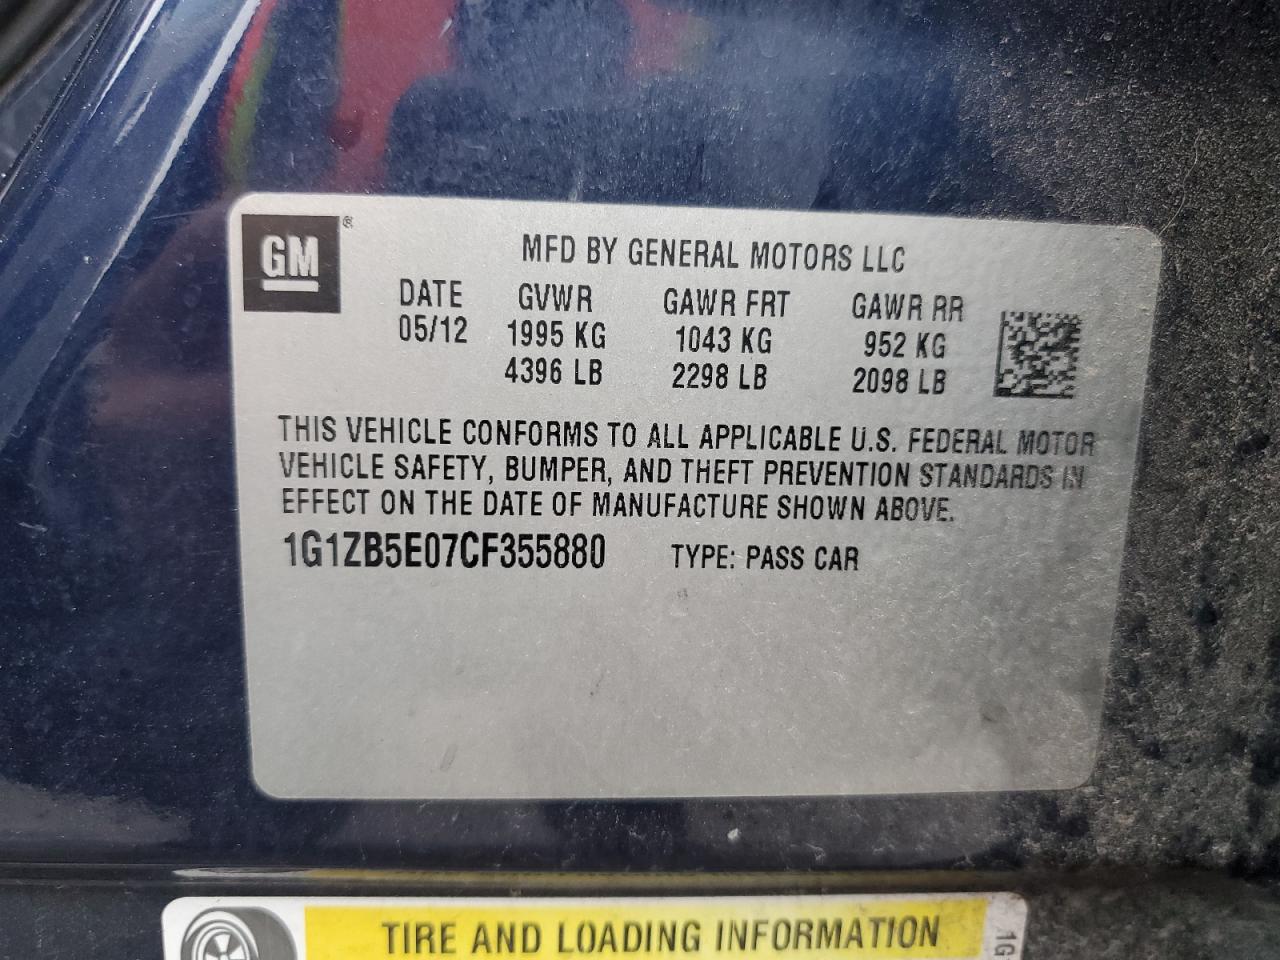 GM ®
MFD BY GENERAL MOTORS LLC
DATE GVWR GAWR FRT GAWR RR
05/12 1995 KG 1043 KG 952 KG
4396 LB 2298 LB 2098 LB
THIS VEHICLE CONFORMS TO ALL APPLICABLE U.S. FEDERAL MOTOR
VEHICLE SAFETY, BUMPER, AND THEFT PREVENTION STANDARDS IN
EFFECT ON THE DATE OF MANUFACTURE SHOWN ABOVE.
1G1ZB5E07CF355880 TYPE: PASS CAR
TIRE AND LOADING INFORMATION
1G